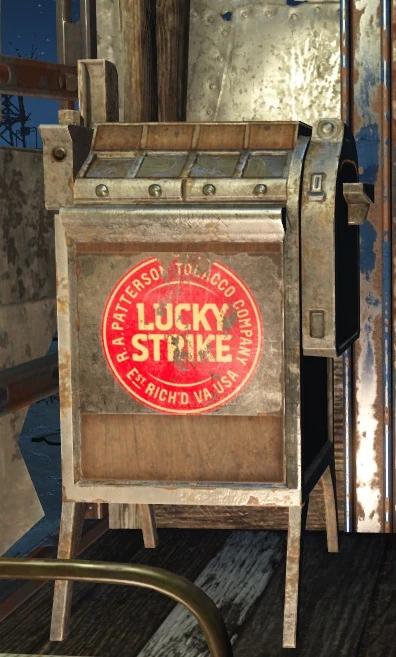 R.A. PATTERSON TOBACCO COMPANY
LUCKY
STRIKE
EST RICH'D. VA. USA